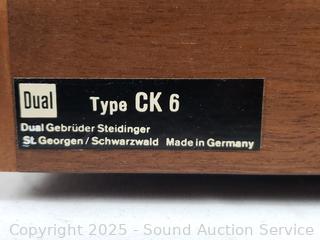 Dual Type CK 6
Dual Gebrüder Steidinger
St. Georgen / Schwarzwald Made in Germany
Copyright © 2025 - Sound Auction Service